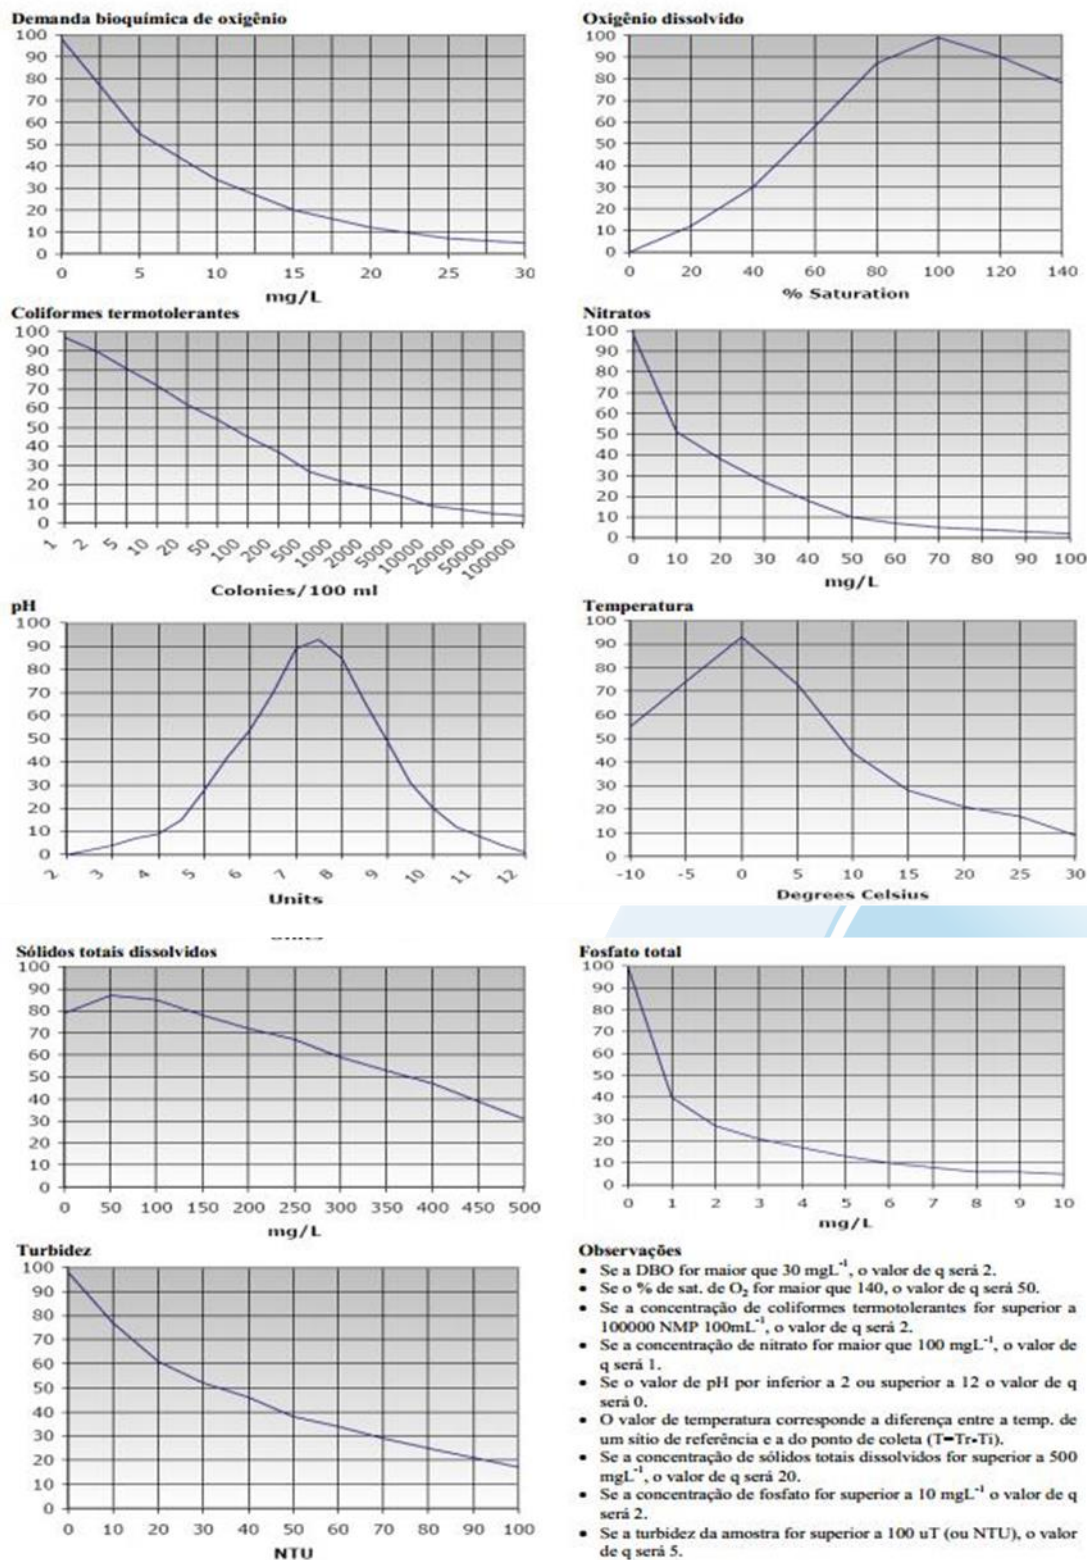 Demanda bioquímica de oxigênio
100
90
80
70
60
50
40
30
20
10
0
0 5 10 15 20 25 30
mg/L
Oxigênio dissolvido
100
90
80
70
60
50
40
30
20
10
0
0 20 40 60 80 100 120 140
% Saturation
Coliformes termotolerantes
100
90
80
70
60
50
40
30
20
10
0
1 2 5 10 20 50 100 200 500 1000 2000 5000 10000 20000 50000 100000
Colonies/100 ml
Nitratos
100
90
80
70
60
50
40
30
20
10
0
0 10 20 30 40 50 60 70 80 90 100
mg/L
pH
100
90
80
70
60
50
40
30
20
10
0
2 3 4 5 6 7 8 9 10 11 12
Units
Temperatura
100
90
80
70
60
50
40
30
20
10
0
-10 -5 0 5 10 15 20 25 30
Degrees Celsius
Sólidos totais dissolvidos
100
90
80
70
60
50
40
30
20
10
0
0 50 100 150 200 250 300 350 400 450 500
mg/L
Fosfato total
100
90
80
70
60
50
40
30
20
10
0
0 1 2 3 4 5 6 7 8 9 10
mg/L
Turbidez
100
90
80
70
60
50
40
30
20
10
0
0 10 20 30 40 50 60 70 80 90 100
NTU
Observações
• Se a DBO for maior que 30 mgL⁻¹, o valor de q será 2.
• Se o % de sat. de O₂ for maior que 140, o valor de q será 50.
• Se a concentração de coliformes termotolerantes for superior a
100000 NMP 100mL⁻¹, o valor de q será 2.
• Se a concentração de nitrato for maior que 100 mgL⁻¹, o valor de
q será 1.
• Se o valor de pH por inferior a 2 ou superior a 12 o valor de q
será 0.
• O valor de temperatura corresponde a diferença entre a temp. de
um sítio de referência e a do ponto de coleta (T=Tr-Ti).
• Se a concentração de sólidos totais dissolvidos for superior a 500
mgL⁻¹, o valor de q será 20.
• Se a concentração de fosfato for superior a 10 mgL⁻¹ o valor de q
será 2.
• Se a turbidez da amostra for superior a 100 uT (ou NTU), o valor
de q será 5.